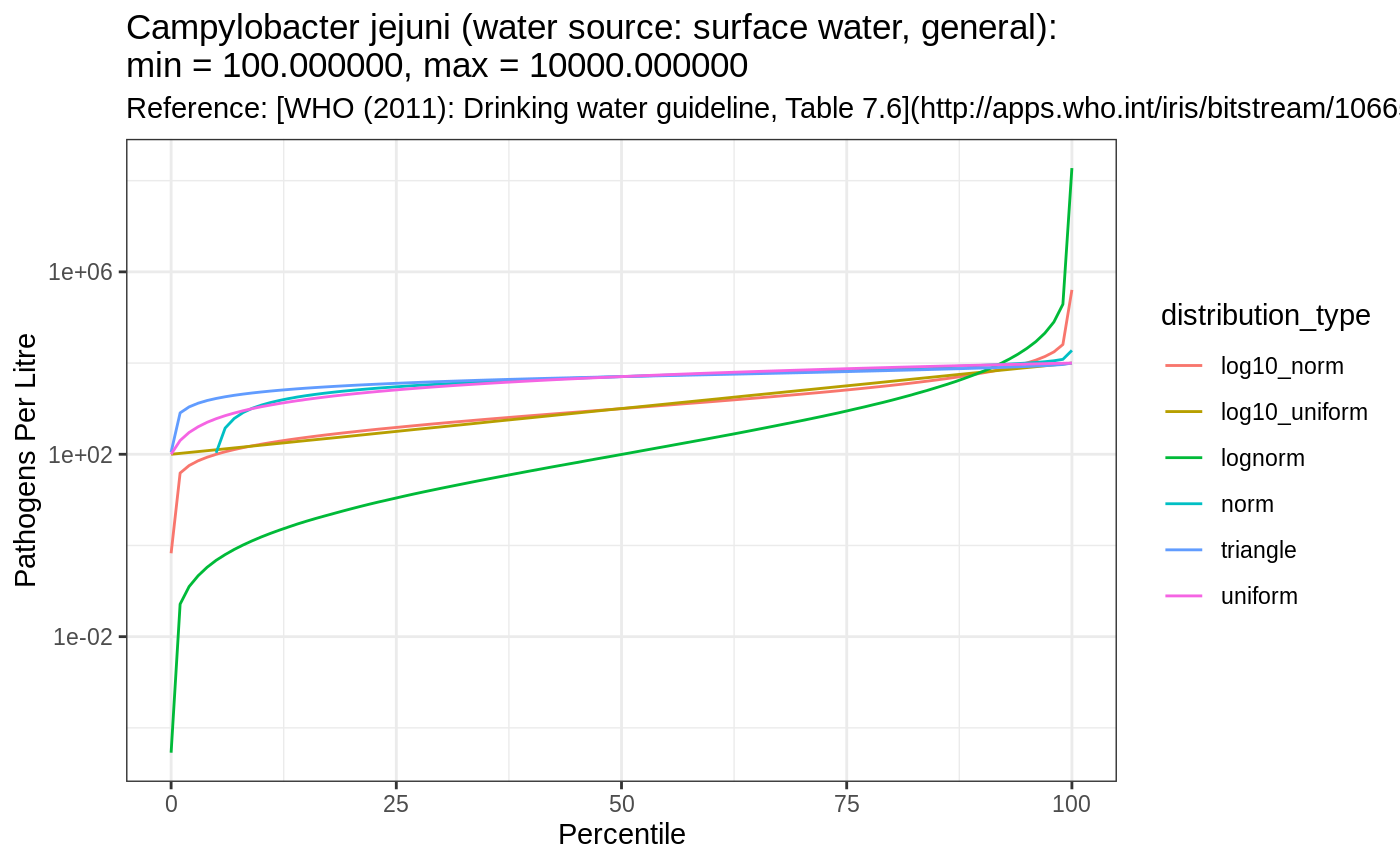 Campylobacter jejuni (water source: surface water, general):
min = 100.000000, max = 10000.000000
Reference: [WHO (2011): Drinking water guideline, Table 7.6](http://apps.who.int/iris/bitstream/1066
Pathogens Per Litre
1e+06
1e+02
1e-02
0
25
50
75
100
Percentile
distribution_type
log10_norm
log10_uniform
lognorm
norm
triangle
uniform